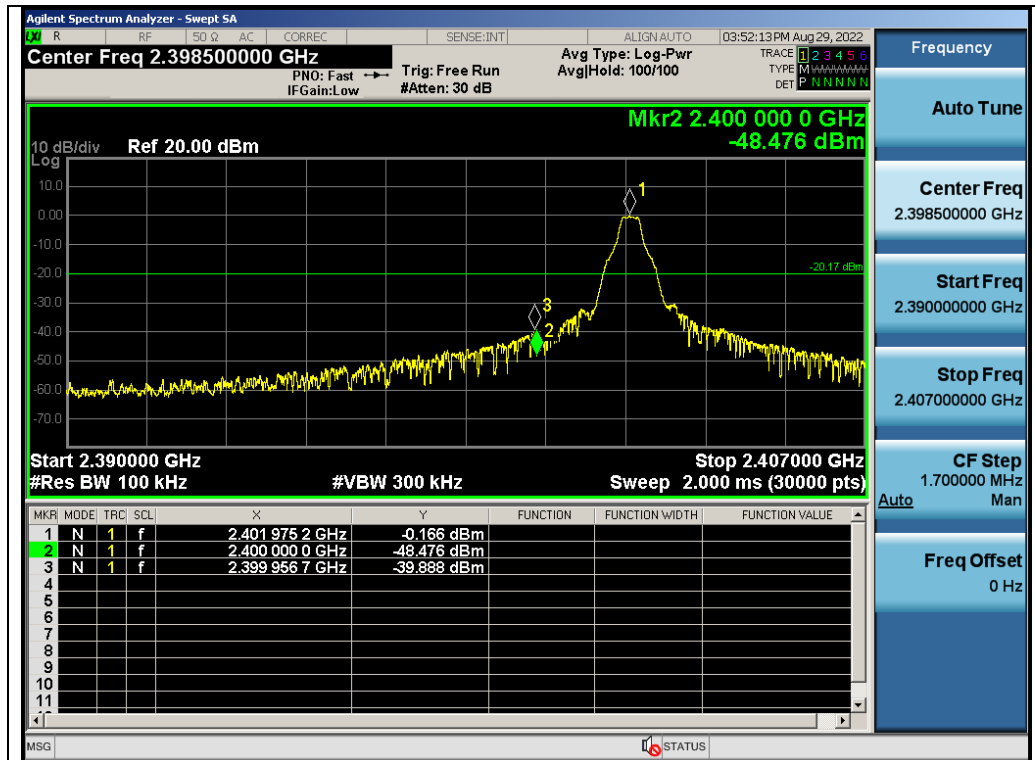 Agilent Spectrum Analyzer - Swept SA
LXI R RF 50 Ω AC CORREC SENSE:INT ALIGN AUTO 03:52:13 PM Aug 29, 2022
Center Freq 2.398500000 GHz
PNO: Fast
IFGain:Low
Trig: Free Run
#Atten: 30 dB
Avg Type: Log-Pwr
Avg|Hold: 100/100
TRACE 1 2 3 4 5 6
TYPE M W W W W W
DET P N N N N N
Mkr2 2.400 000 0 GHz
-48.476 dBm
10 dB/div Ref 20.00 dBm
Log
10.0
0.00
-10.0
-20.0
-30.0
-40.0
-50.0
-60.0
-70.0
1
-20.17 dBm
3
2
Start 2.390000 GHz Stop 2.407000 GHz
#Res BW 100 kHz #VBW 300 kHz Sweep 2.000 ms (30000 pts)
MKR MODE TRC SCL X Y FUNCTION FUNCTION WIDTH FUNCTION VALUE
1 N 1 f 2.401 975 2 GHz -0.166 dBm
2 N 1 f 2.400 000 0 GHz -48.476 dBm
3 N 1 f 2.399 956 7 GHz -39.888 dBm
4
5
6
7
8
9
10
11
MSG STATUS
Frequency
Auto Tune
Center Freq
2.398500000 GHz
Start Freq
2.390000000 GHz
Stop Freq
2.407000000 GHz
CF Step
1.700000 MHz
Auto Man
Freq Offset
0 Hz